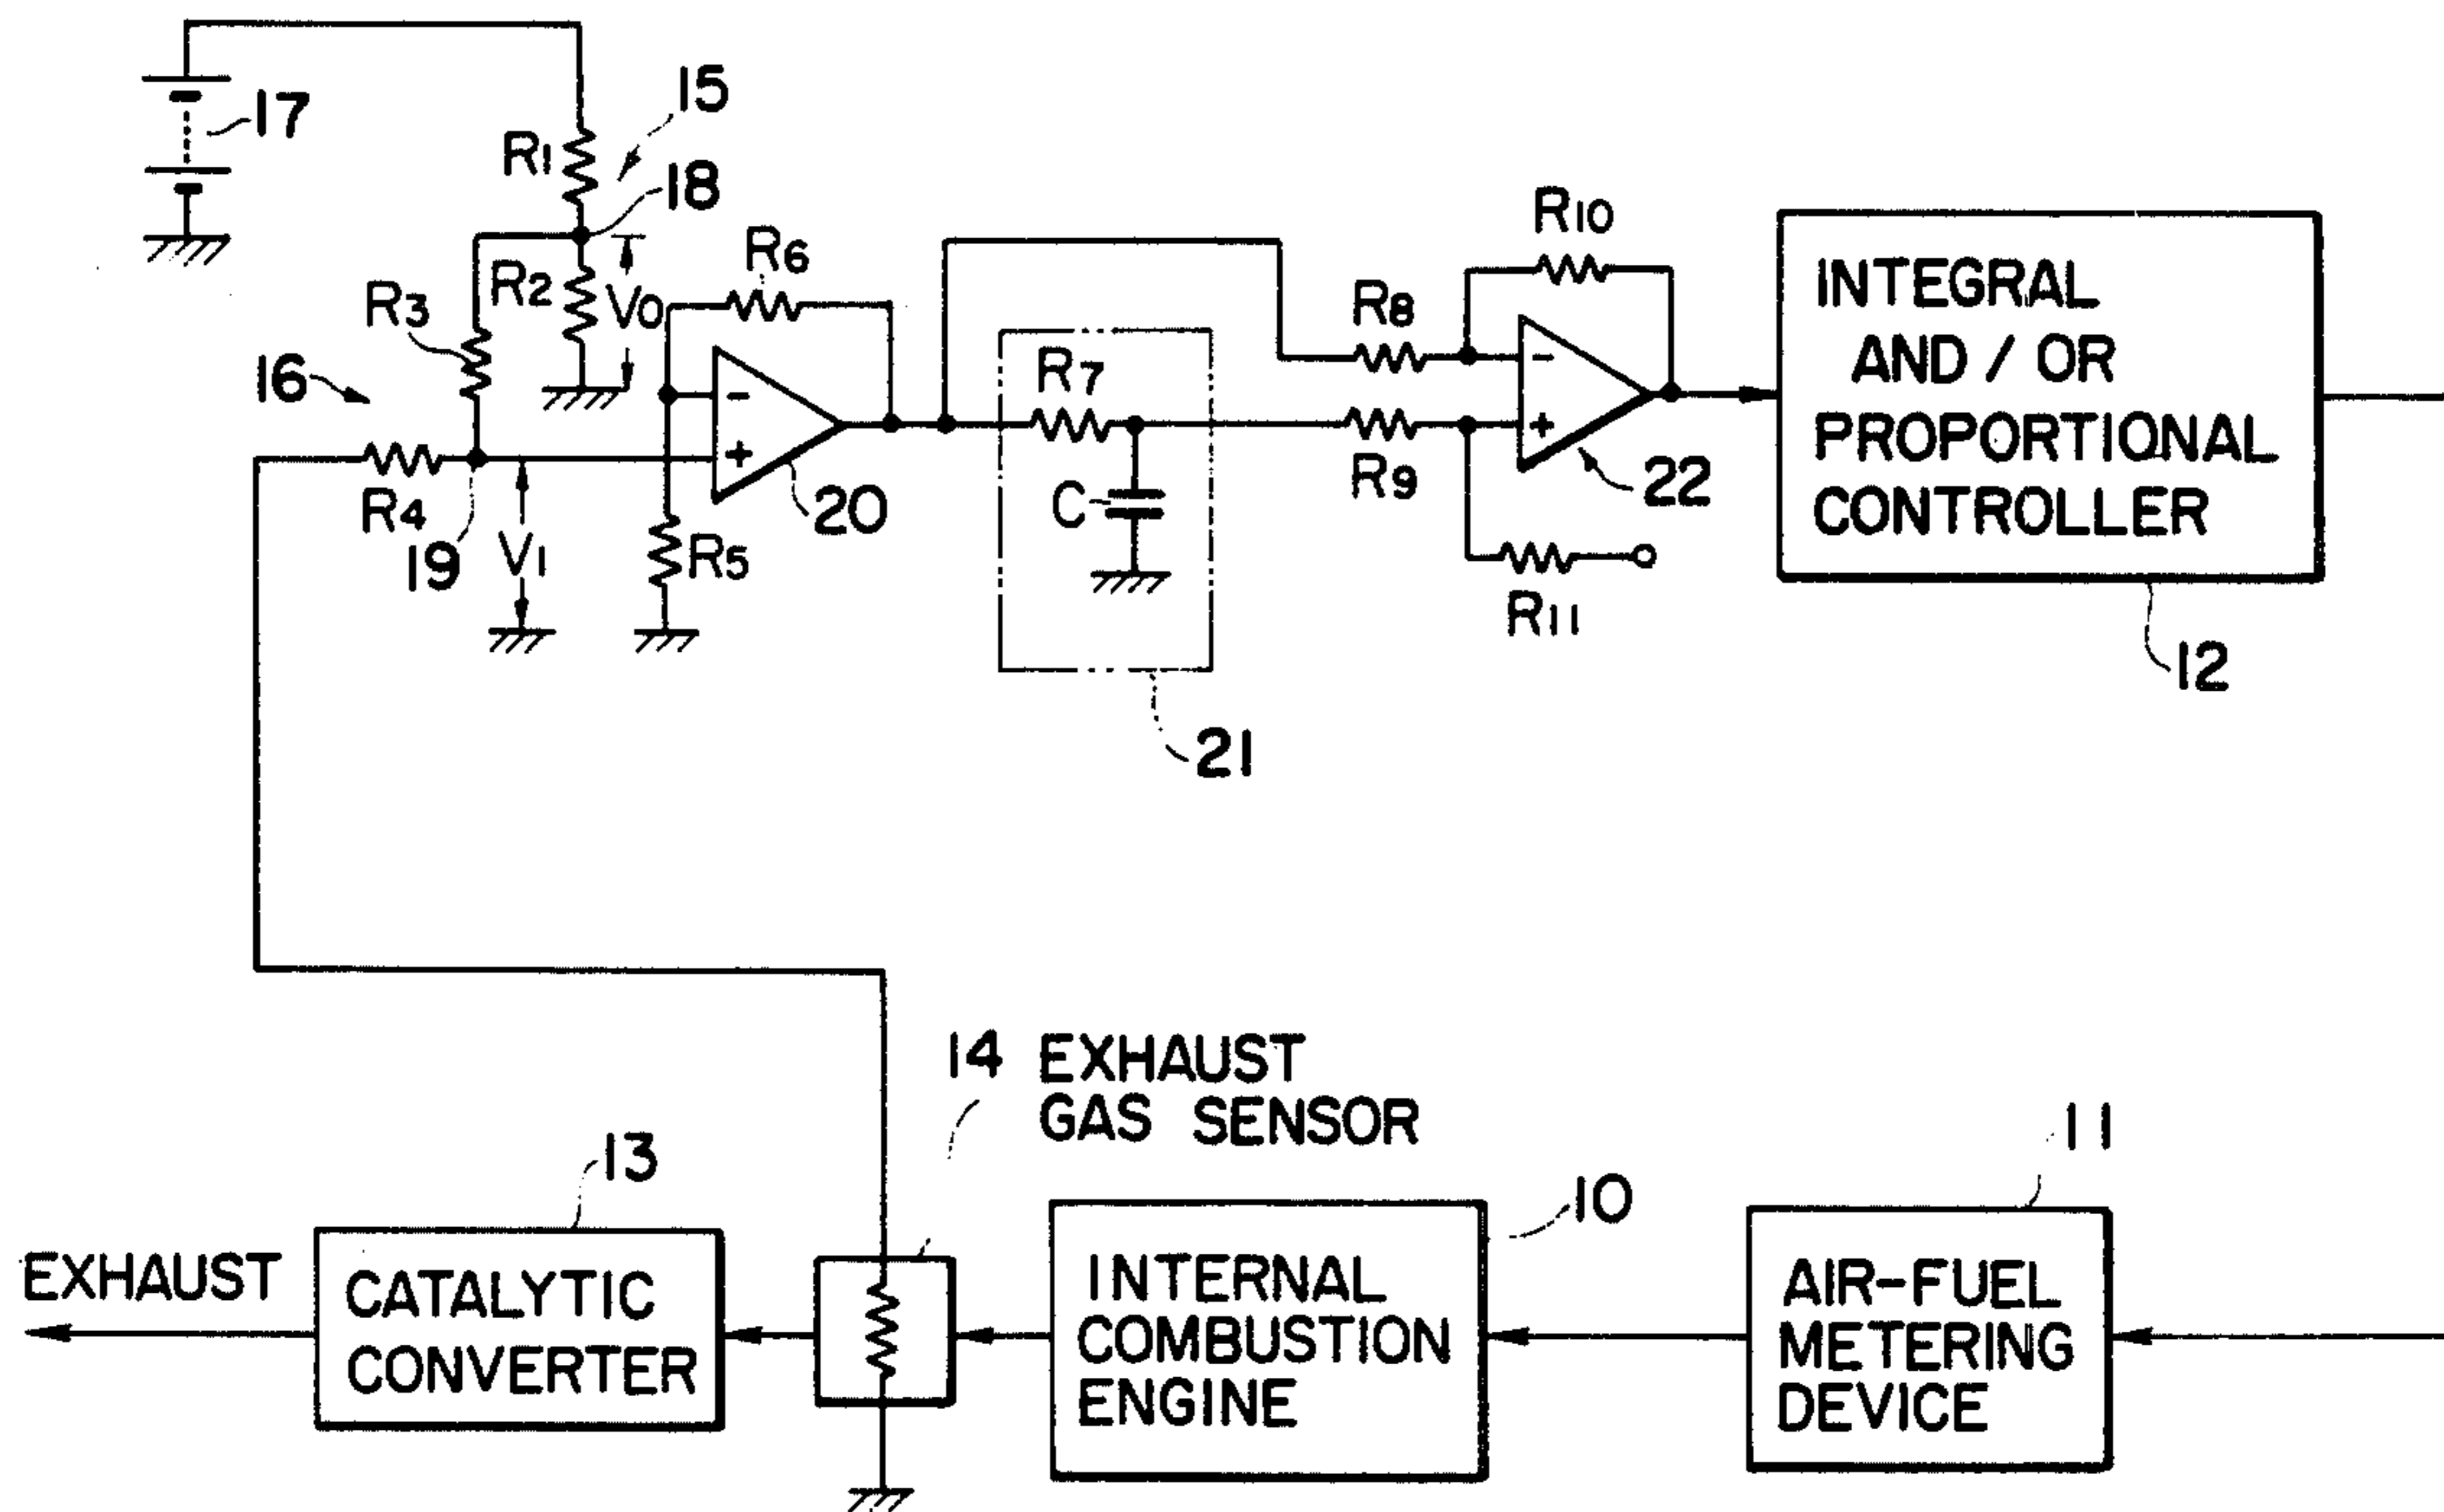 17
15
R1
18
R10
R6
R2
V0
R3
R8
INTEGRAL
AND / OR
PROPORTIONAL
CONTROLLER
16
R7
-
-
+
+
R4
20
C
R9
22
19
V1
R5
R11
12
21
14 EXHAUST
GAS SENSOR
11
13
10
EXHAUST
CATALYTIC
CONVERTER
INTERNAL
COMBUSTION
ENGINE
AIR-FUEL
METERING
DEVICE